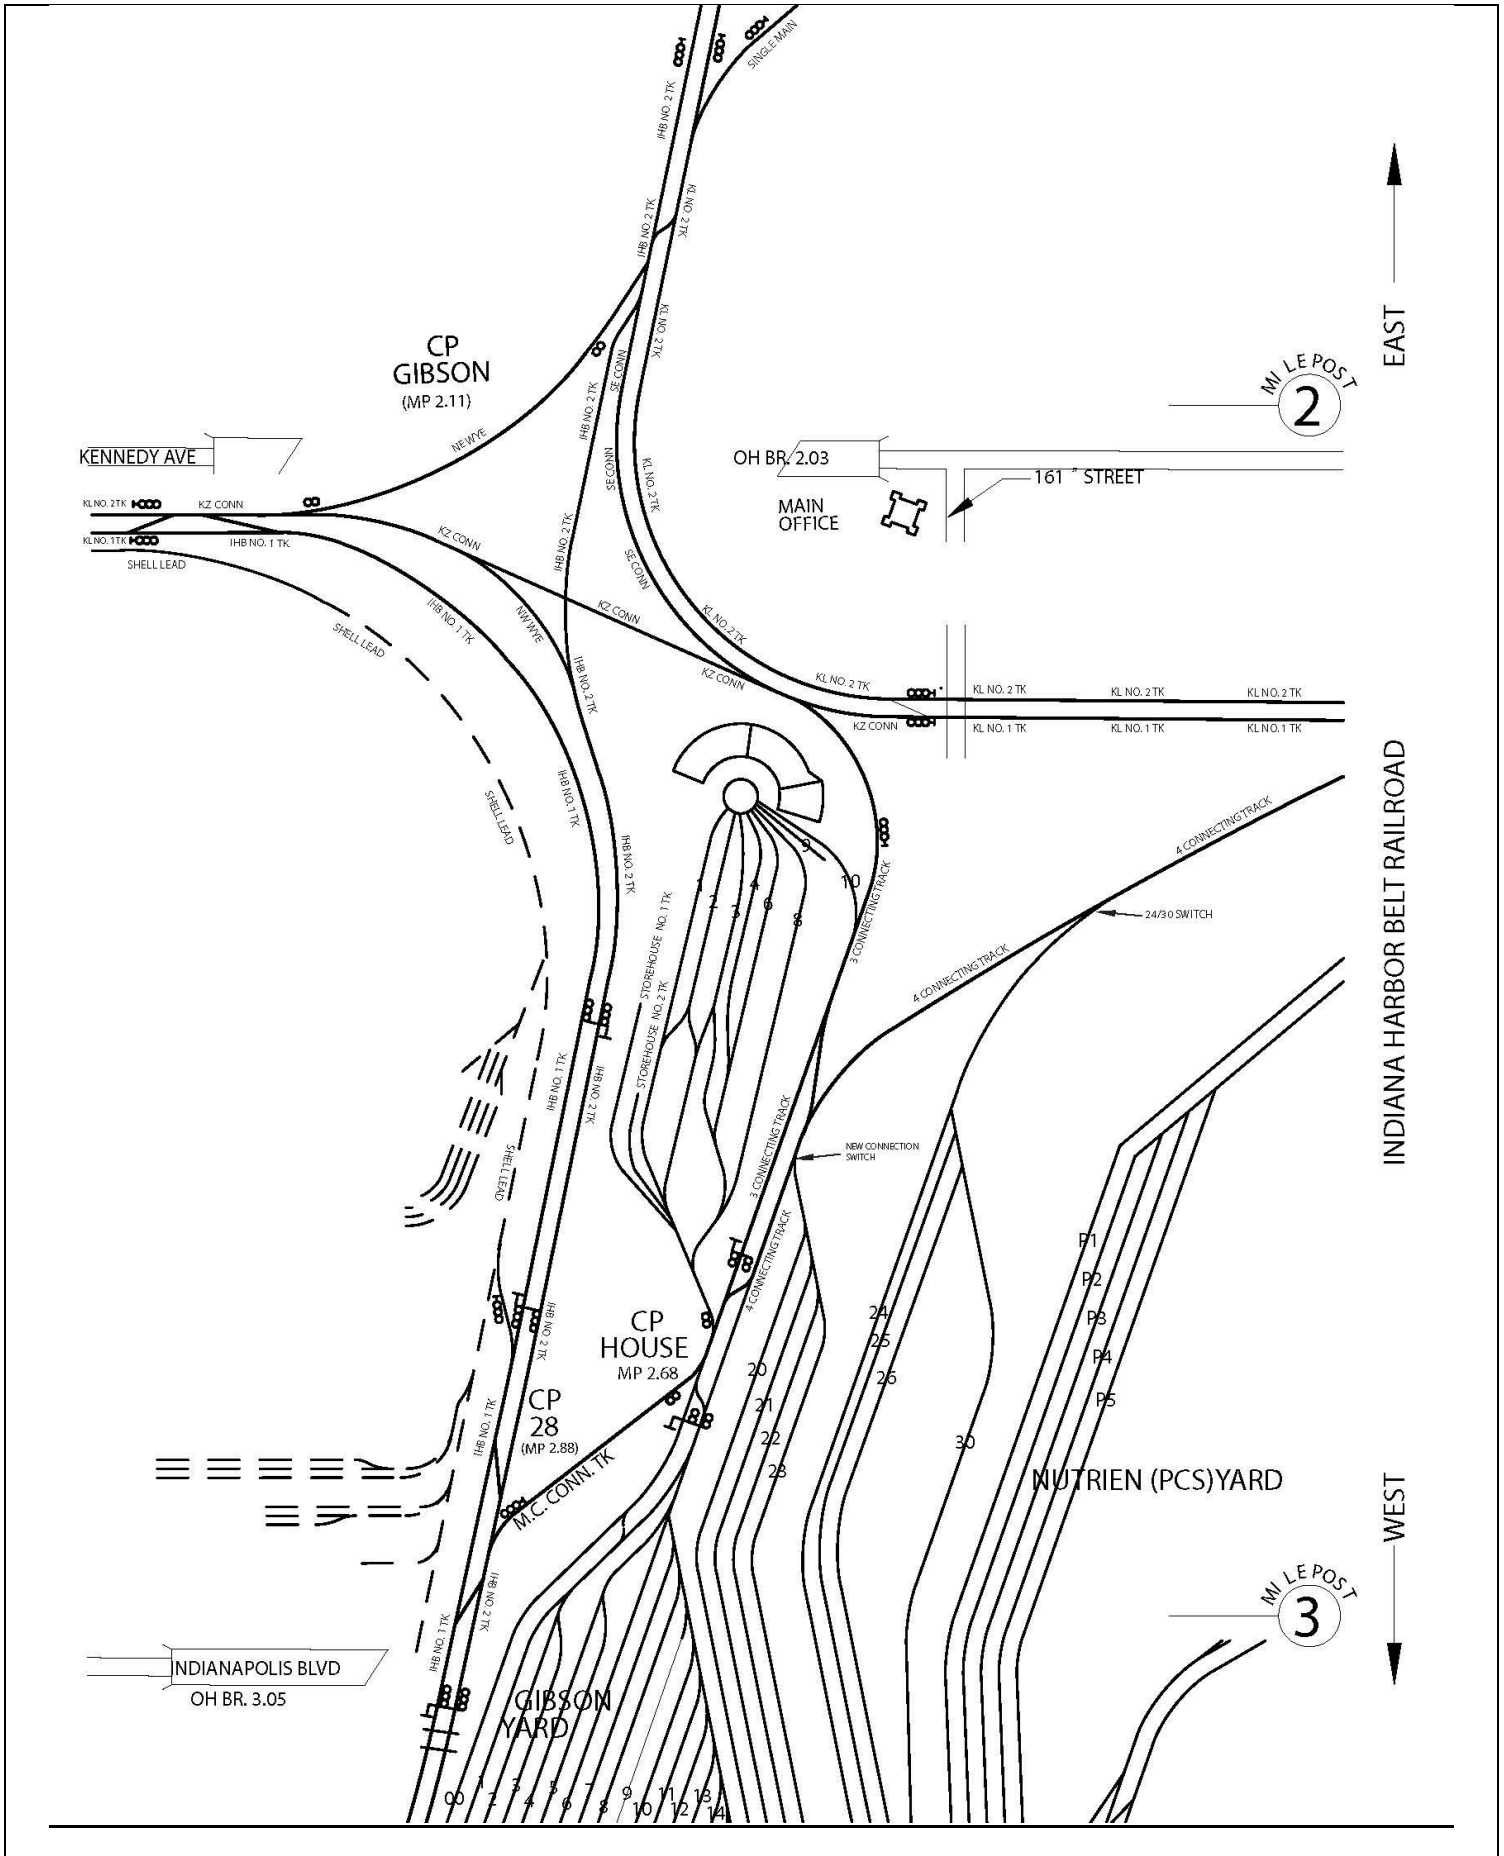 SINGLE MAIN
IHB NO. 2 TK
KL NO. 2 TK
IHB NO. 2 TK
KL NO. 2 TK
EAST
CP
GIBSON
(MP 2.11)
SE CONN
IHB NO. 2 TK
MILE POST
2
NE WYE
KENNEDY AVE
OH BR. 2.03
SE CONN
KL NO. 2 TK
161 " STREET
MAIN
OFFICE
KL NO. 2 TK
KZ CONN
KL NO. 1 TK
IHB NO. 1 TK
KZ CONN
IHB NO. 2 TK
SHELL LEAD
SE CONN
IHB NO. 1 TK
NW WYE
KZ CONN
KL NO. 2 TK
SHELL LEAD
IHB NO. 2 TK
KZ CONN
KL NO. 2 TK
KL NO. 2 TK
KL NO. 2 TK
KL NO. 2 TK
KZ CONN
KL NO. 1 TK
KL NO. 1 TK
KL NO. 1 TK
INDIANA HARBOR BELT RAILROAD
SHELL LEAD
IHB NO. 1 TK
IHB NO. 2 TK
4 CONNECTING TRACK
9
10
1
2
3
4
6
8
3 CONNECTING TRACK
24/30 SWITCH
STOREHOUSE NO. 1 TK
STOREHOUSE NO. 2 TK
4 CONNECTING TRACK
IHB NO. 1 TK
IHB NO. 2 TK
SHELL LEAD
3 CONNECTING TRACK
NEW CONNECTION
SWITCH
4 CONNECTING TRACK
P1
P2
P3
P4
P5
IHB NO. 2 TK
CP
HOUSE
MP 2.68
24
25
26
20
21
22
23
30
CP
28
(MP 2.88)
IHB NO. 1 TK
M.C. CONN. TK
NUTRIEN (PCS) YARD
WEST
IHB NO. 2 TK
IHB NO. 1 TK
MILE POST
3
INDIANAPOLIS BLVD
OH BR. 3.05
GIBSON
YARD
00
1
2
3
4
5
6
7
8
9
10
11
12
13
14